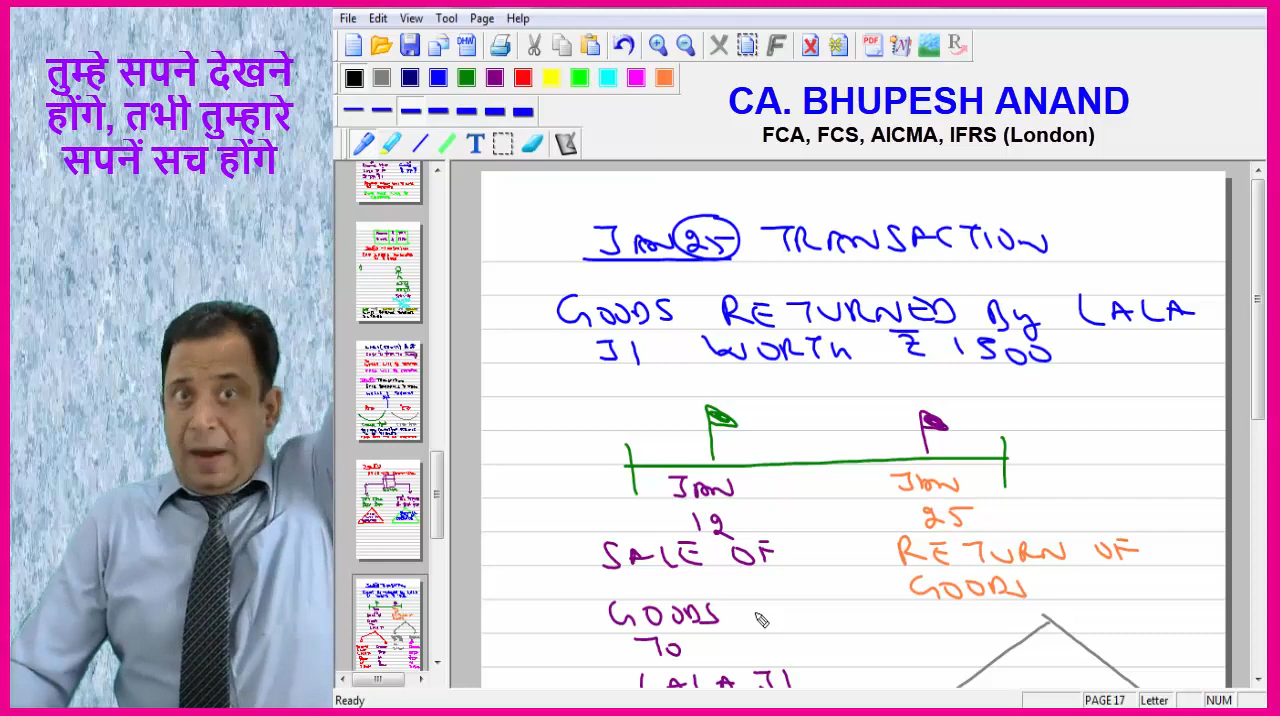 तुम्हे सपने देखने
होंगे, तभी तुम्हारे
सपनें सच होंगे
File Edit View Tool Page Help
CA. BHUPESH ANAND
FCA, FCS, AICMA, IFRS (London)
JAN 25 TRANSACTION
GOODS RETURNED By LALA
JI WORTH ₹ 1500
JAN
12
SALE OF
GOODS
TO
LALA JI
JAN
25
RETURN OF
GOODS
Ready
PAGE 17 Letter NUM